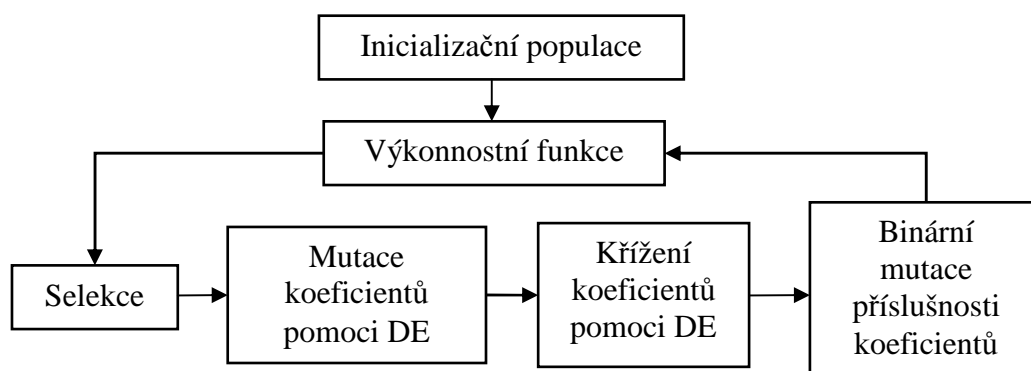 Inicializační populace
Výkonnostní funkce
Selekce
Mutace
koeficientů
pomoci DE
Křížení
koeficientů
pomoci DE
Binární
mutace
příslušnosti
koeficientů